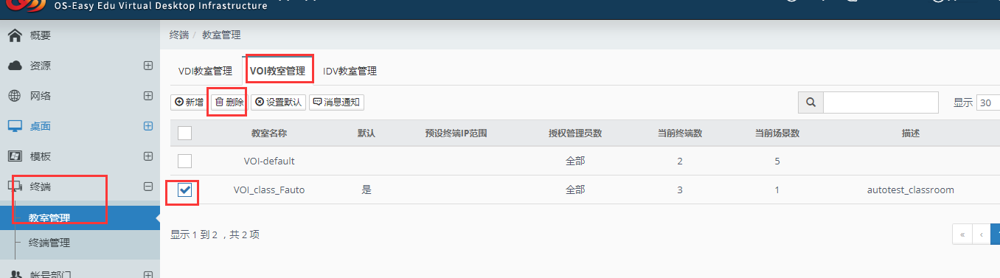 OS-Easy Edu Virtual Desktop Infrastructure
概要
资源
网络
桌面
模板
终端
教室管理
终端管理
帐号部门
终端 / 教室管理
VDI教室管理 VOI教室管理 IDV教室管理
新增 删除 设置默认 消息通知 显示 30
教室名称 默认 预设终端IP范围 授权管理员数 当前终端数 当前场景数 描述
VOI-default 全部 2 5
VOI_class_Fauto 是 全部 3 1 autotest_classroom
显示 1 到 2 ，共 2 项
« ‹